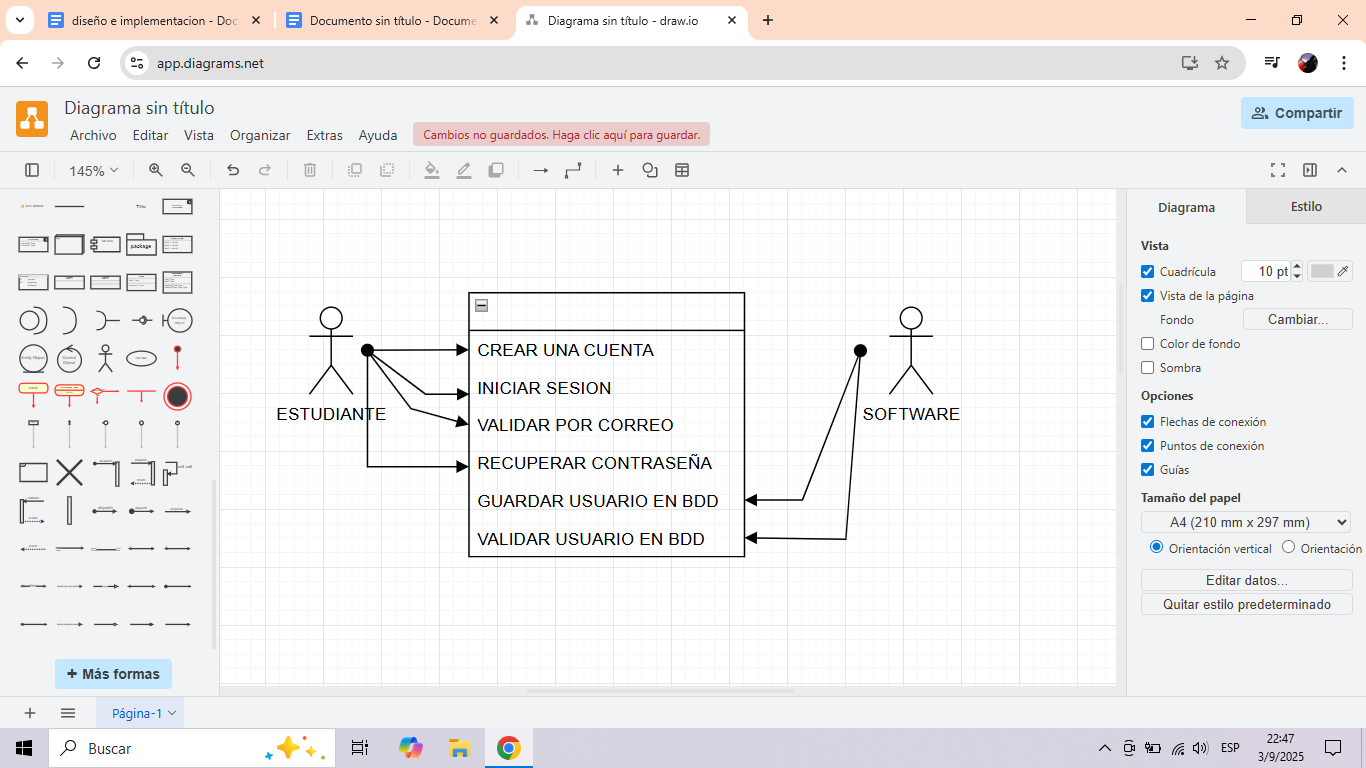 diseño e implementacion - Doc
Documento sin título - Docume
Diagrama sin título - draw.io
app.diagrams.net
Diagrama sin título
Archivo Editar Vista Organizar Extras Ayuda
Cambios no guardados. Haga clic aquí para guardar.
Compartir
145%
Diagrama
Estilo
Vista
Cuadrícula
10 pt
Vista de la página
Fondo
Cambiar...
Color de fondo
Sombra
Opciones
Flechas de conexión
Puntos de conexión
Guías
Tamaño del papel
A4 (210 mm x 297 mm)
Orientación vertical
Orientación
Editar datos...
Quitar estilo predeterminado
Title
package
CREAR UNA CUENTA
INICIAR SESION
VALIDAR POR CORREO
RECUPERAR CONTRASEÑA
GUARDAR USUARIO EN BDD
VALIDAR USUARIO EN BDD
ESTUDIANTE
SOFTWARE
+ Más formas
Página-1
Buscar
ESP
22:47
3/9/2025